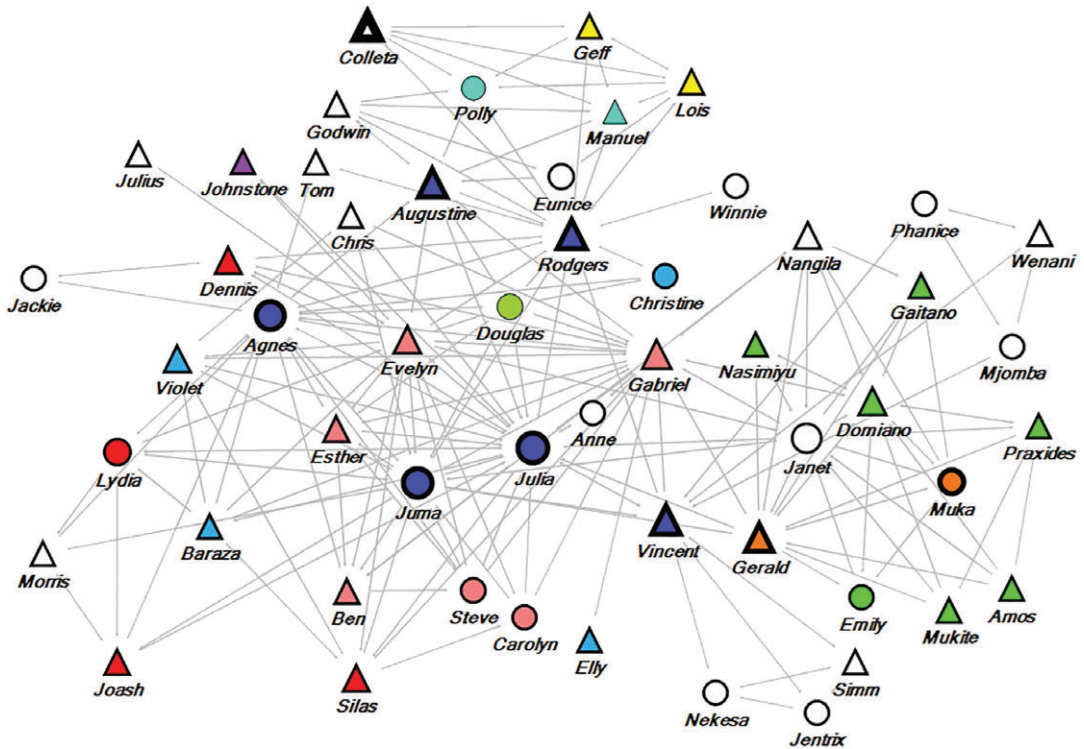 Colleta
Geff
Polly
Lois
Godwin
Manuel
Julius
Johnstone
Tom
Augustine
Eunice
Winnie
Chris
Phanice
Rodgers
Nangila
Wenani
Jackie
Dennis
Christine
Gaitano
Agnes
Douglas
Evelyn
Violet
Gabriel
Nasimiyu
Mjomba
Anne
Domiano
Esther
Janet
Praxides
Lydia
Julia
Juma
Muka
Baraza
Vincent
Gerald
Morris
Ben
Steve
Carolyn
Elly
Emily
Mukite
Amos
Joash
Silas
Simm
Nekesa
Jentrix